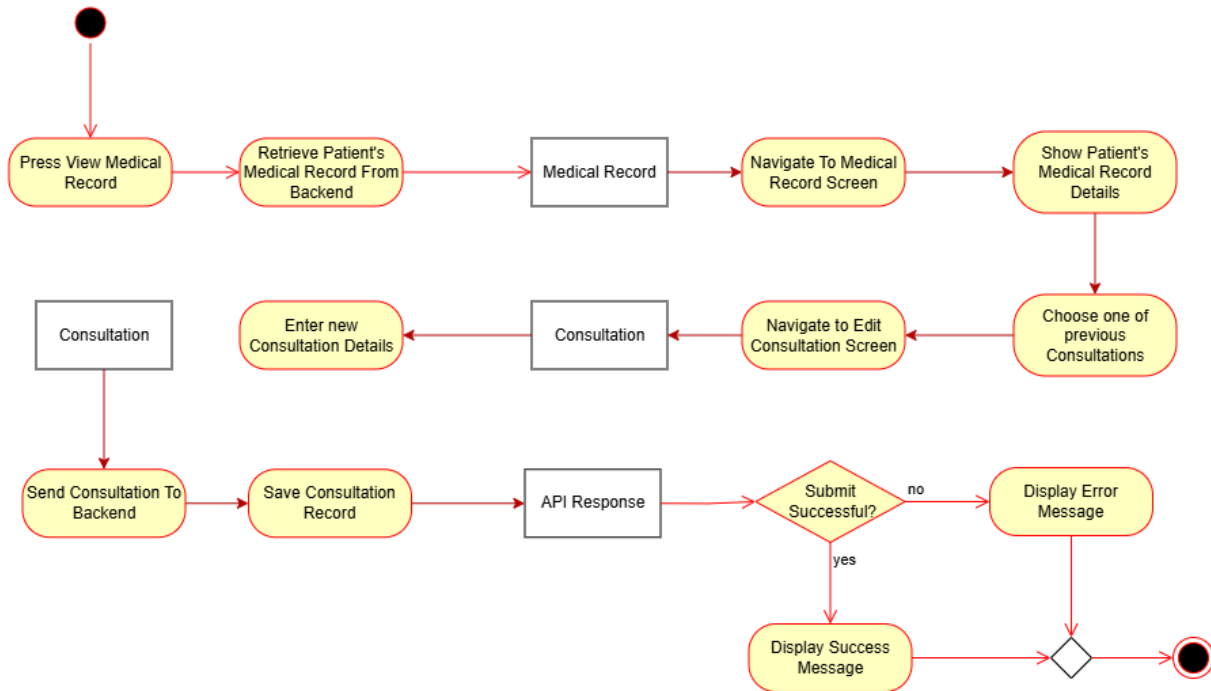 Press View Medical
Record
Retrieve Patient's
Medical Record From
Backend
Medical Record
Navigate To Medical
Record Screen
Show Patient's
Medical Record
Details
Consultation
Enter new
Consultation Details
Consultation
Navigate to Edit
Consultation Screen
Choose one of
previous
Consultations
Send Consultation To
Backend
Save Consultation
Record
API Response
Submit
Successful?
no
Display Error
Message
yes
Display Success
Message